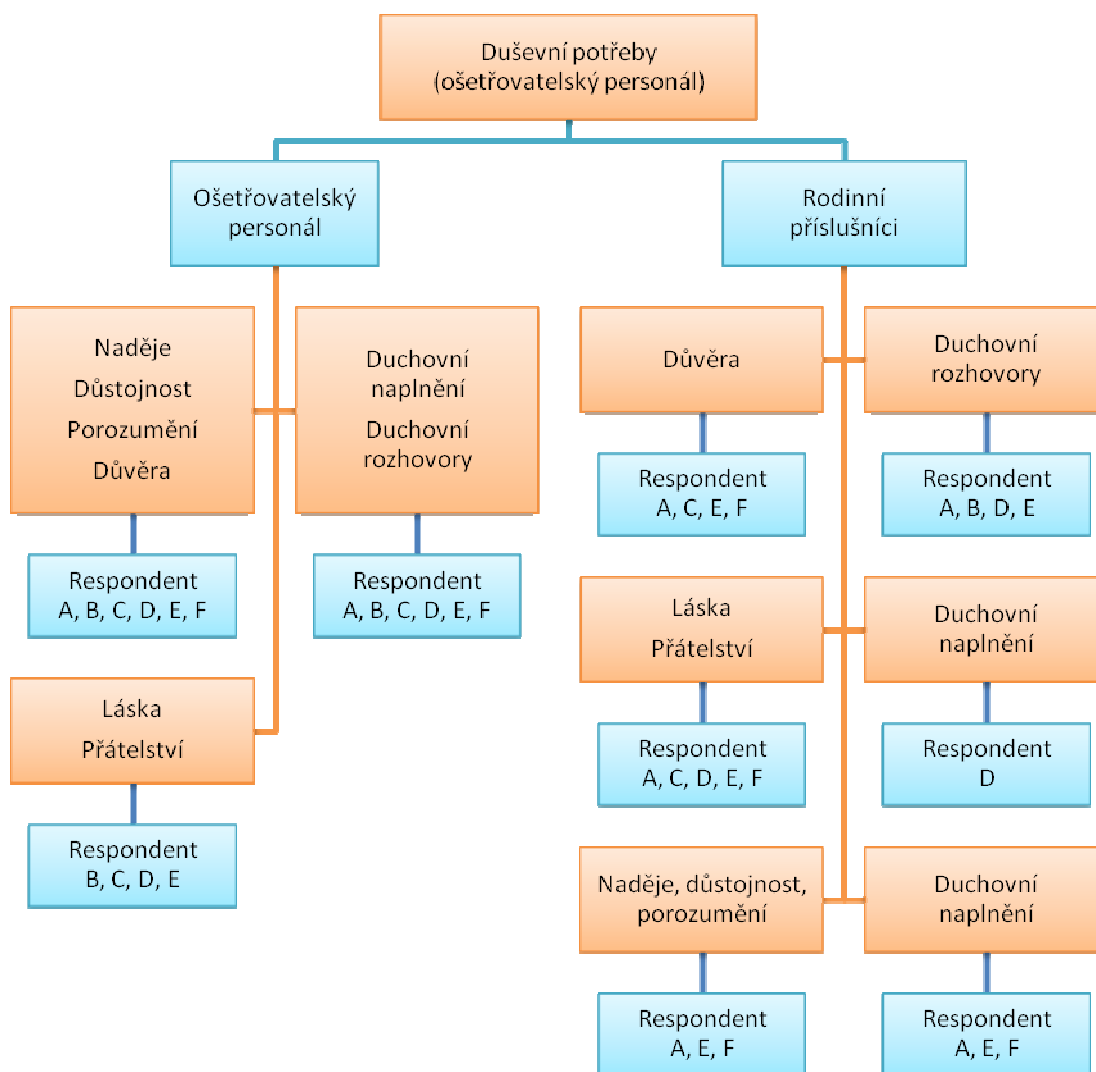 Duševní potřeby
(ošetřovatelský personál)
Ošetřovatelský
personál
Rodinní
příslušníci
Naděje
Důstojnost
Porozumění
Důvěra
Duchovní
naplnění
Duchovní
rozhovory
Důvěra
Duchovní
rozhovory
Respondent
A, C, E, F
Respondent
A, B, D, E
Respondent
A, B, C, D, E, F
Respondent
A, B, C, D, E, F
Láska
Přátelství
Duchovní
naplnění
Láska
Přátelství
Respondent
A, C, D, E, F
Respondent
D
Respondent
B, C, D, E
Naděje, důstojnost,
porozumění
Duchovní
naplnění
Respondent
A, E, F
Respondent
A, E, F